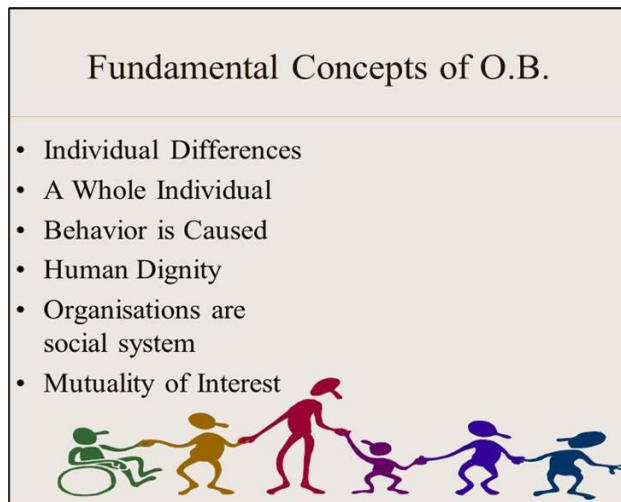 Fundamental Concepts of O.B.
• Individual Differences
• A Whole Individual
• Behavior is Caused
• Human Dignity
• Organisations are
social system
• Mutuality of Interest